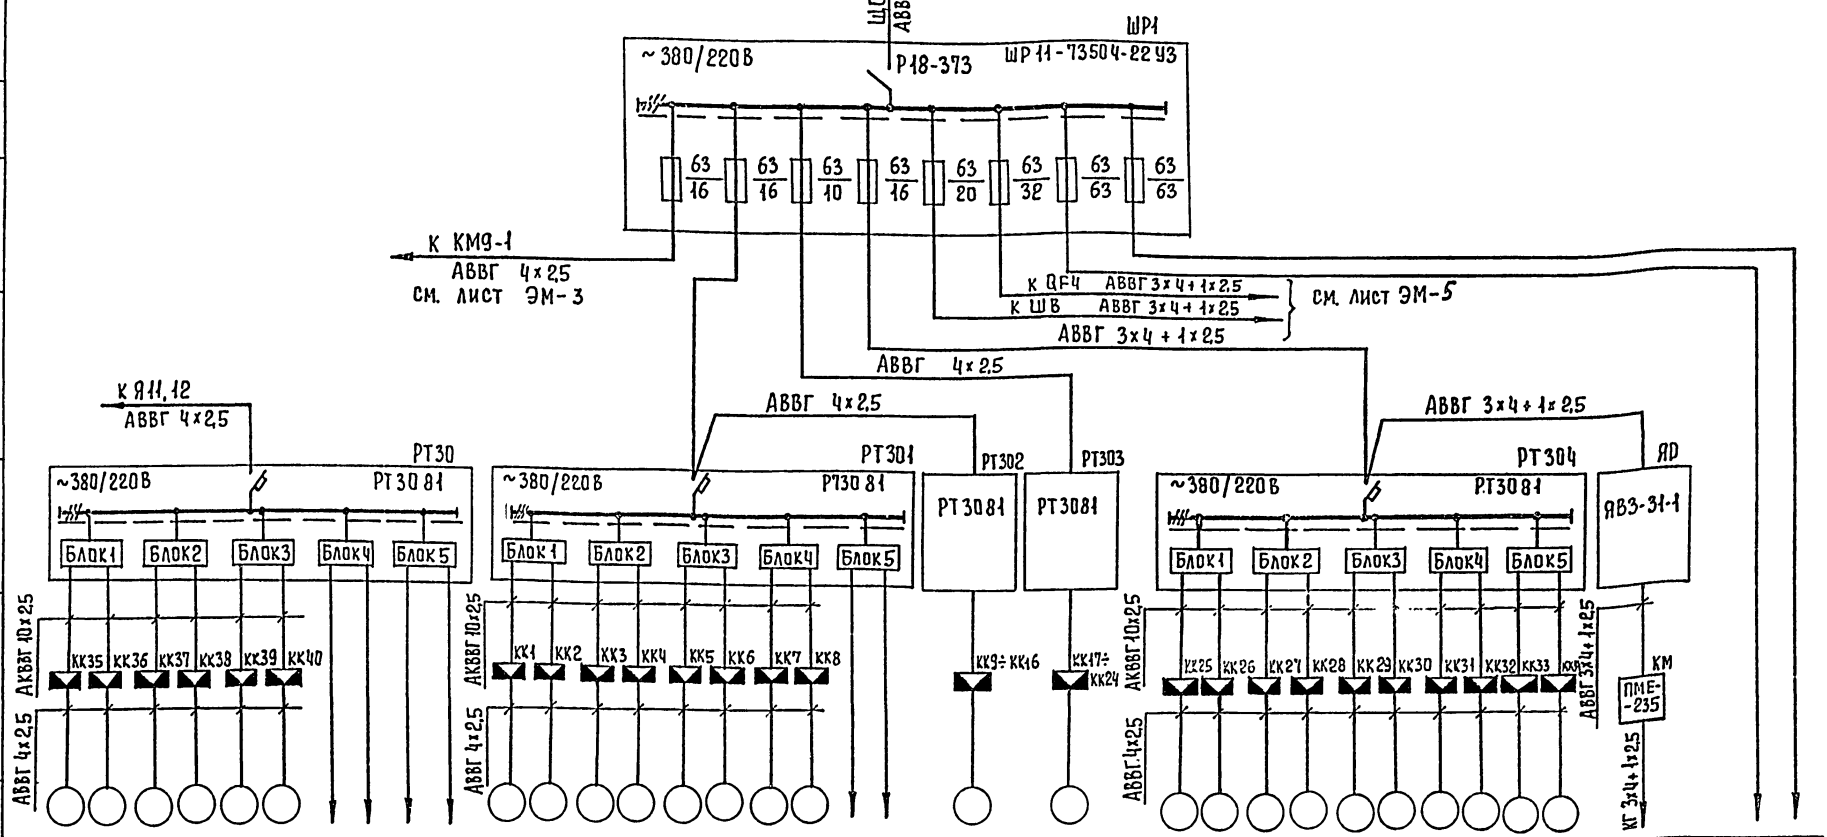 ШР1
~380/220В
Р18-373
ШР 11-73504-22 У3
63 63 63 63 63 63 63 63
16 16 10 16 20 32 63 63
К КМ9-1
АВВГ 4×2,5
СМ. ЛИСТ ЭМ-3
К QF4 АВВГ 3×4+1×2,5
К ШВ АВВГ 3×4+1×2,5
СМ. ЛИСТ ЭМ-5
АВВГ 3×4+1×2,5
АВВГ 4×2,5
К Я11,12
АВВГ 4×2,5
АВВГ 4×2,5
АВВГ 3×4+1×2,5
РТ30
~380/220В
РТ30 81
БЛОК1 БЛОК2 БЛОК3 БЛОК4 БЛОК5
АКВВГ 10×2,5
КК35 КК36 КК37 КК38 КК39 КК40
АВВГ 4×2,5
РТ301
~380/220В
РТ30 81
БЛОК1 БЛОК2 БЛОК3 БЛОК4 БЛОК5
АКВВГ 10×2,5
КК1 КК2 КК3 КК4 КК5 КК6 КК7 КК8
АВВГ 4×2,5
РТ302
РТ3081
КК9÷КК16
РТ303
РТ3081
КК17÷
КК24
РТ304
~380/220В
РТ30 81
БЛОК1 БЛОК2 БЛОК3 БЛОК4 БЛОК5
АКВВГ 10×2,5
КК25 КК26 КК27 КК28 КК29 КК30 КК31 КК32 КК33
АВВГ 4×2,5
ЯD
ЯВ3-31-1
АВВГ 3×4+1×2,5
КМ
ПМЕ-
-235
КГ 3×4+1×2,5